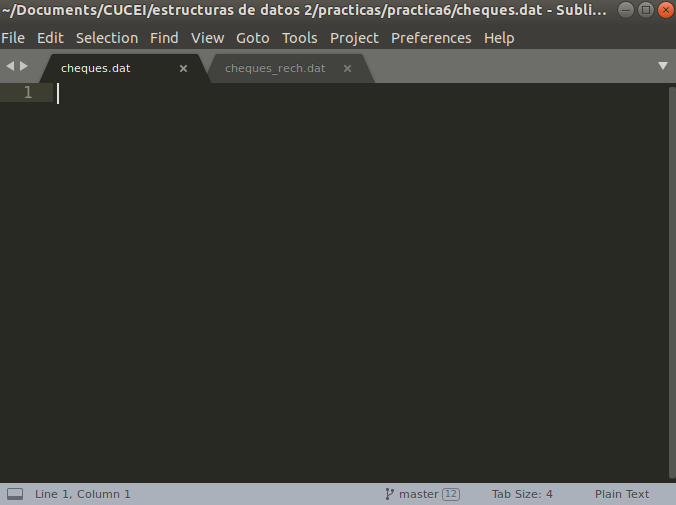 ~/Documents/CUCEI/estructuras de datos 2/practicas/practica6/cheques.dat - Subli...
File Edit Selection Find View Goto Tools Project Preferences Help
cheques.dat × cheques_rech.dat ×
1
Line 1, Column 1 master 12 Tab Size: 4 Plain Text